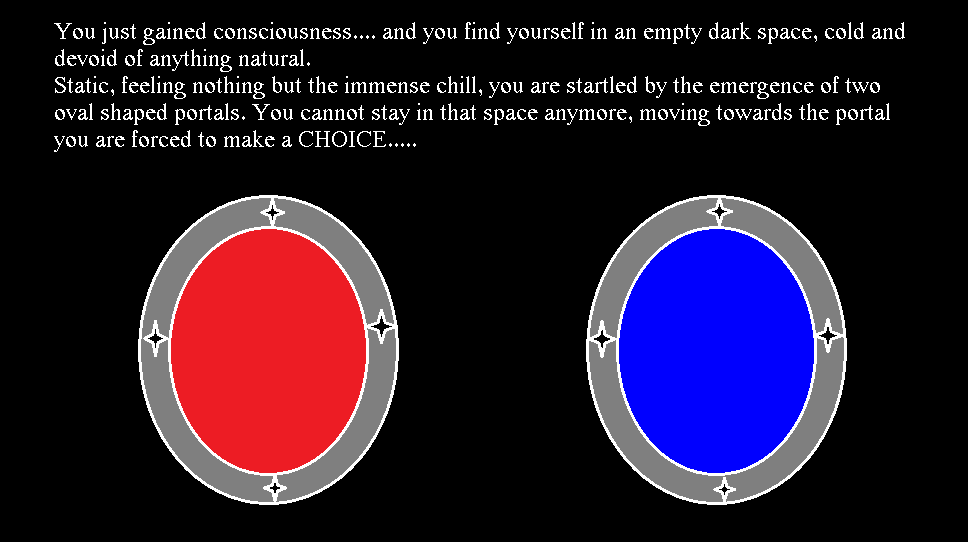 You just gained consciousness.... and you find yourself in an empty dark space, cold and
devoid of anything natural.
Static, feeling nothing but the immense chill, you are startled by the emergence of two
oval shaped portals. You cannot stay in that space anymore, moving towards the portal
you are forced to make a CHOICE.....